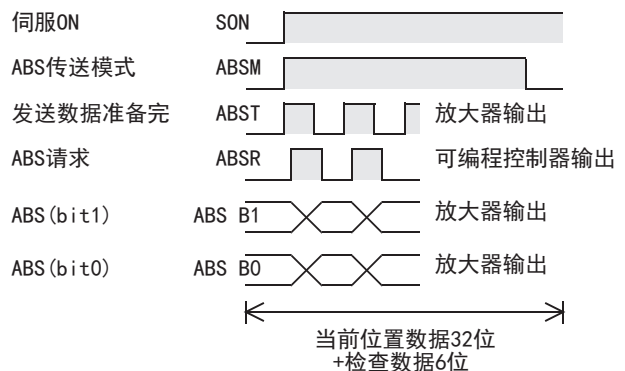 伺服ON SON
ABS传送模式 ABSM
发送数据准备完 ABST 放大器输出
ABS请求 ABSR 可编程控制器输出
ABS(bit1) ABS B1 放大器输出
ABS(bit0) ABS B0 放大器输出
当前位置数据32位
+检查数据6位